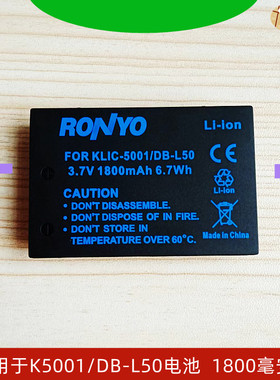 RONYO
Li-Ion
FOR KLIC-5001/DB-L50
3.7V 1800mAh 6.7Wh
CE
CAUTION
Li-ion
•DON'T DISASSEMBLE.
•DON'T DISPOSE OF IN FIRE.
•DON'T STORE IN
TEMPERATURE OVER 60℃.
Made in China
用于K5001/DB-L50电池 1800毫